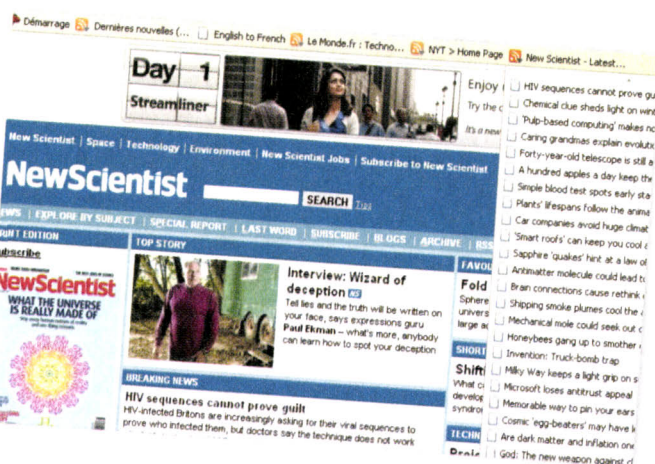 Démarrage
Dernières nouvelles (...
English to French
Le Monde.fr : Techno...
NYT > Home Page
New Scientist - Latest...
Day 1
Streamliner
Enjoy
Try the
It's a new
New Scientist | Space | Technology | Environment | New Scientist Jobs | Subscribe to New Scientist
NewScientist
SEARCH
Tips
EWS | EXPLORE BY SUBJECT | SPECIAL REPORT | LAST WORD | SUBSCRIBE | BLOGS | ARCHIVE | RSS
RINT EDITION
ubscribe
NewScientist
WHAT THE UNIVERSE
IS REALLY MADE OF
TOP STORY
Interview: Wizard of
deception
Tell lies and the truth will be written on
your face, says expressions guru
Paul Ekman – what's more, anybody
can learn how to spot your deception
BREAKING NEWS
HIV sequences cannot prove guilt
HIV-infected Britons are increasingly asking for their viral sequences to
prove who infected them, but doctors say the technique does not work
FAVOU
Fold
Sphere
univers
large ac
SHORT
Shifti
What c
develop
syndro
TECHN
HIV sequences cannot prove gu
Chemical clue sheds light on win
'Pulp-based computing' makes no
Caring grandmas explain evolutio
Forty-year-old telescope is still a
A hundred apples a day keep the
Simple blood test spots early sta
Plants' lifespans follow the anima
Car companies avoid huge climat
'Smart roofs' can keep you cool a
Sapphire 'quakes' hint at a law of
Antimatter molecule could lead to
Brain connections cause rethink
Shipping smoke plumes cool the
Mechanical mole could seek out
Honeybees gang up to smother
Invention: Truck-bomb trap
Milky Way keeps a light grip on s
Microsoft loses antitrust appeal
Memorable way to pin your ears
Cosmic 'egg-beaters' may have
Are dark matter and inflation one
God: The new weapon against